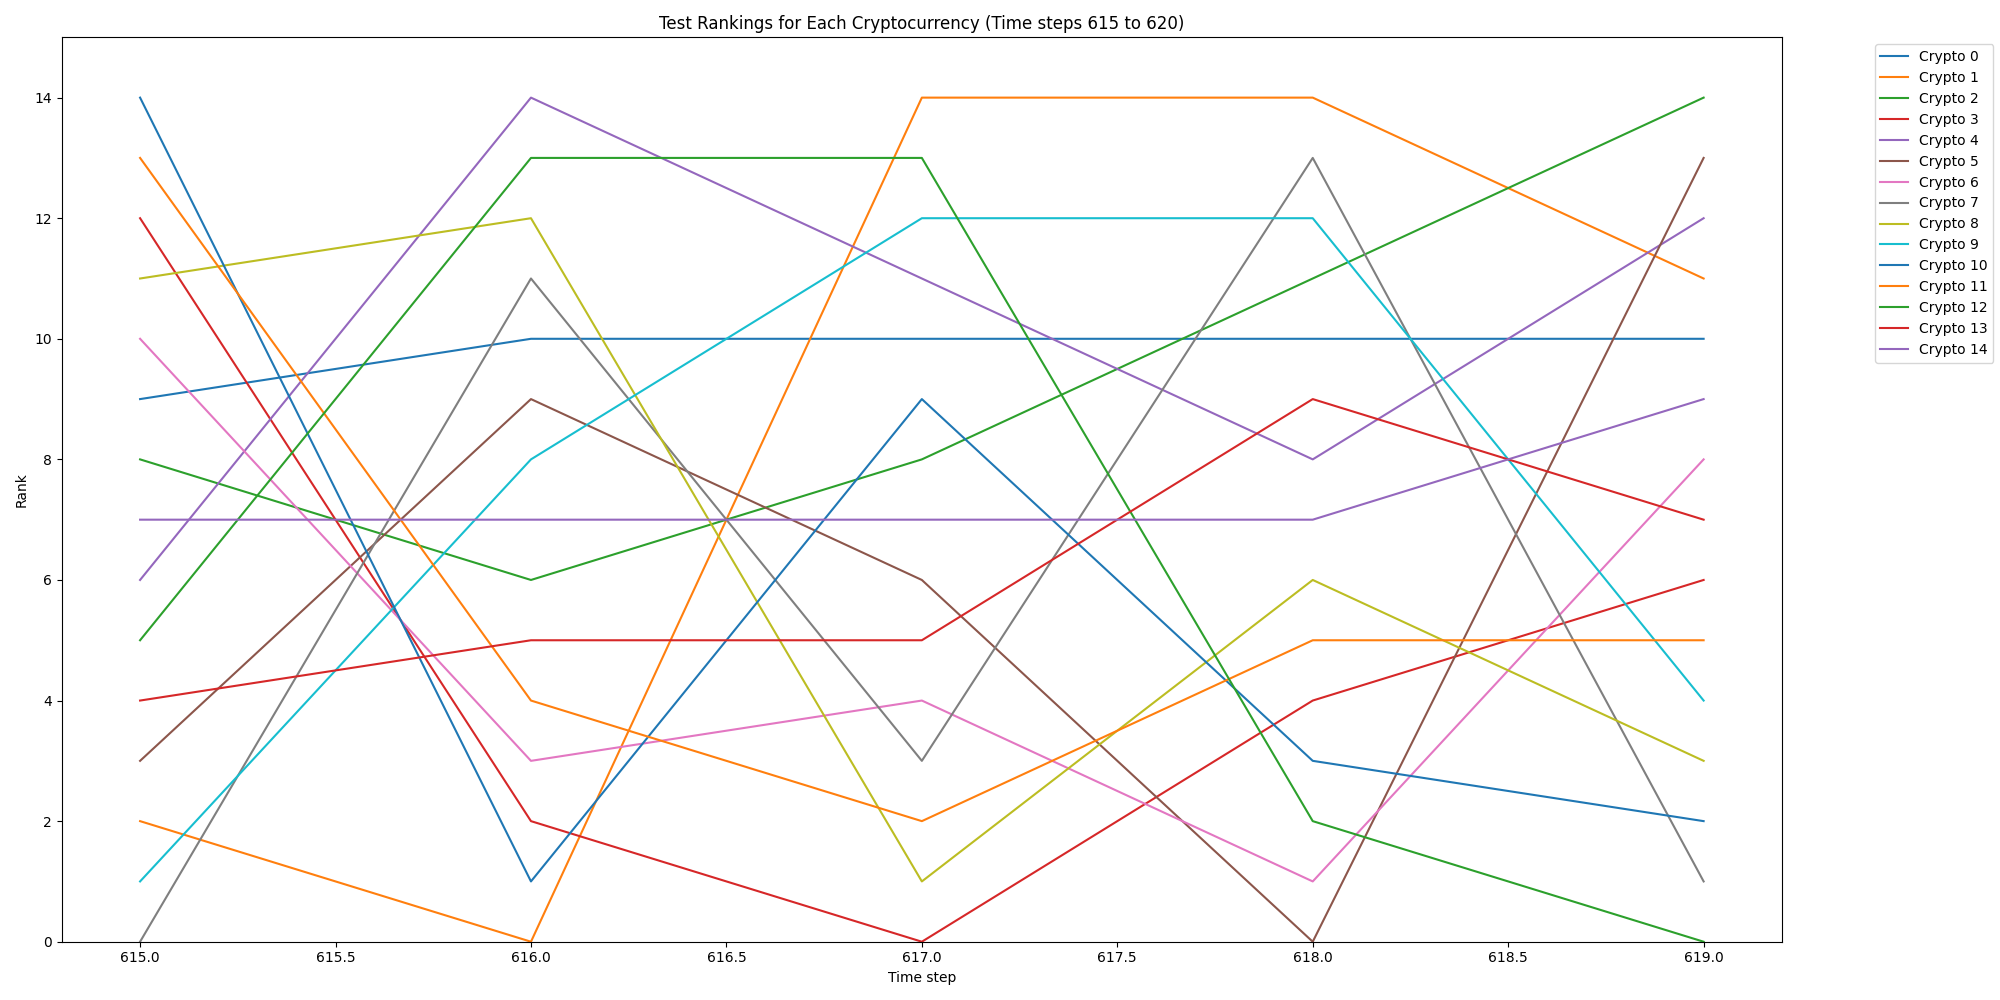 Test Rankings for Each Cryptocurrency (Time steps 615 to 620)
Rank
14
12
10
8
6
4
2
0
615.0 615.5 616.0 616.5 617.0 617.5 618.0 618.5 619.0
Time step
Crypto 0
Crypto 1
Crypto 2
Crypto 3
Crypto 4
Crypto 5
Crypto 6
Crypto 7
Crypto 8
Crypto 9
Crypto 10
Crypto 11
Crypto 12
Crypto 13
Crypto 14